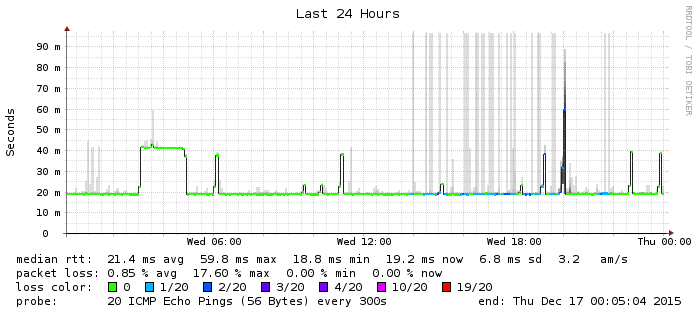 Last 24 Hours
RRDTOOL / TOBI OETIKER
Seconds
90 m
80 m
70 m
60 m
50 m
40 m
30 m
20 m
10 m
0
Wed 06:00 Wed 12:00 Wed 18:00 Thu 00:00
median rtt: 21.4 ms avg 59.8 ms max 18.8 ms min 19.2 ms now 6.8 ms sd 3.2 am/s
packet loss: 0.85 % avg 17.60 % max 0.00 % min 0.00 % now
loss color: 0 1/20 2/20 3/20 4/20 10/20 19/20
probe: 20 ICMP Echo Pings (56 Bytes) every 300s end: Thu Dec 17 00:05:04 2015